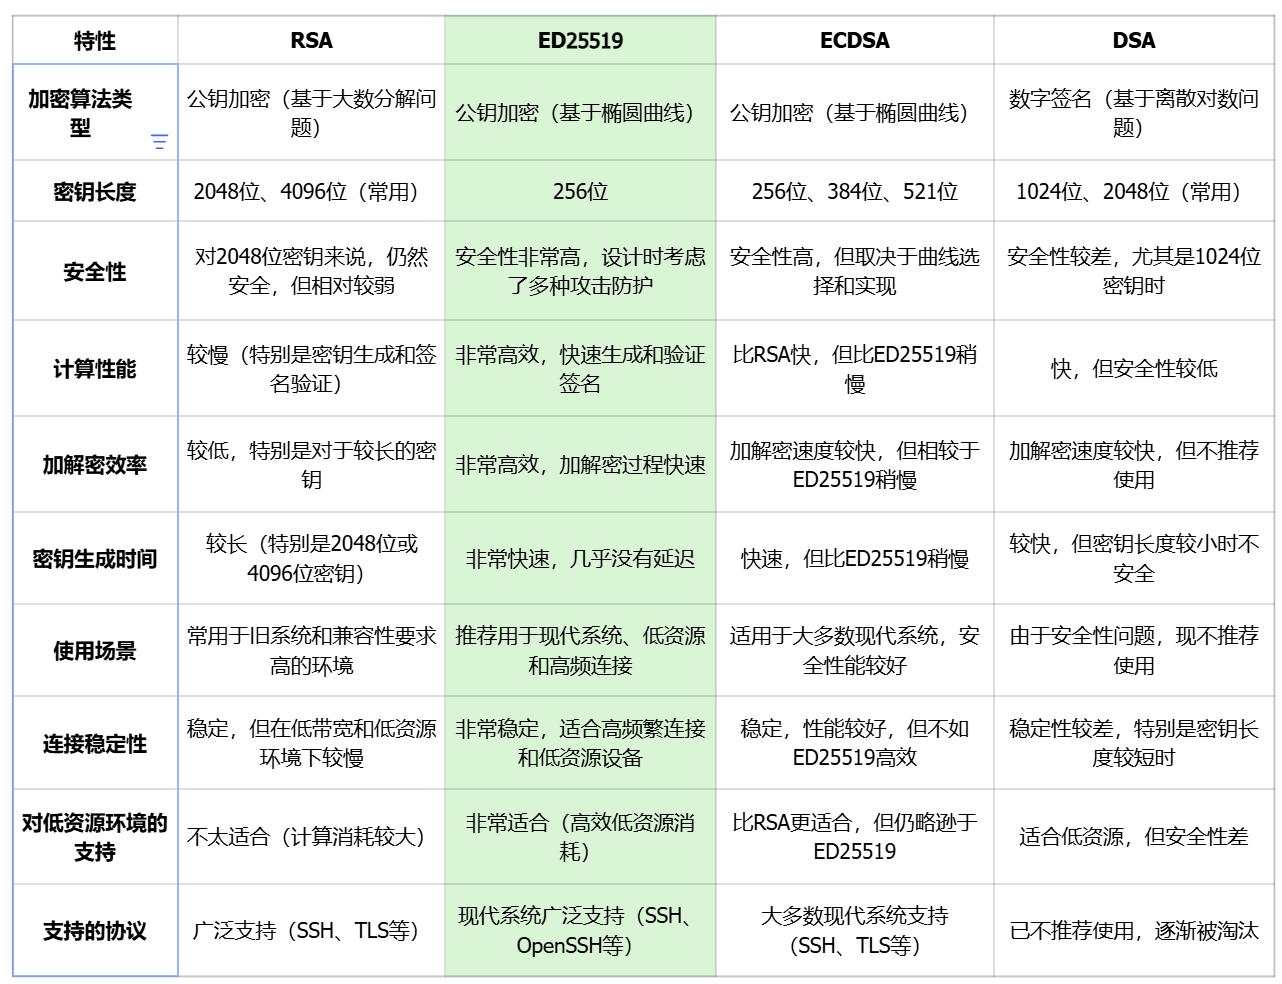 特性
RSA
ED25519
ECDSA
DSA
加密算法类
型
公钥加密（基于大数分解问
题）
公钥加密（基于椭圆曲线）
公钥加密（基于椭圆曲线）
数字签名（基于离散对数问
题）
密钥长度
2048位、4096位（常用）
256位
256位、384位、521位
1024位、2048位（常用）
安全性
对2048位密钥来说，仍然
安全，但相对较弱
安全性非常高，设计时考虑
了多种攻击防护
安全性高，但取决于曲线选
择和实现
安全性较差，尤其是1024位
密钥时
计算性能
较慢（特别是密钥生成和签
名验证）
非常高效，快速生成和验证
签名
比RSA快，但比ED25519稍
慢
快，但安全性较低
加解密效率
较低，特别是对于较长的密
钥
非常高效，加解密过程快速
加解密速度较快，但相较于
ED25519稍慢
加解密速度较快，但不推荐
使用
密钥生成时间
较长（特别是2048位或
4096位密钥）
非常快速，几乎没有延迟
快速，但比ED25519稍慢
较快，但密钥长度较小时不
安全
使用场景
常用于旧系统和兼容性要求
高的环境
推荐用于现代系统、低资源
和高频连接
适用于大多数现代系统，安
全性能较好
由于安全性问题，现不推荐
使用
连接稳定性
稳定，但在低带宽和低资源
环境下较慢
非常稳定，适合高频繁连接
和低资源设备
稳定，性能较好，但不如
ED25519高效
稳定性较差，特别是密钥长
度较短时
对低资源环境的
支持
不太适合（计算消耗较大）
非常适合（高效低资源消
耗）
比RSA更适合，但仍略逊于
ED25519
适合低资源，但安全性差
支持的协议
广泛支持（SSH、TLS等）
现代系统广泛支持（SSH、
OpenSSH等）
大多数现代系统支持
（SSH、TLS等）
已不推荐使用，逐渐被淘汰